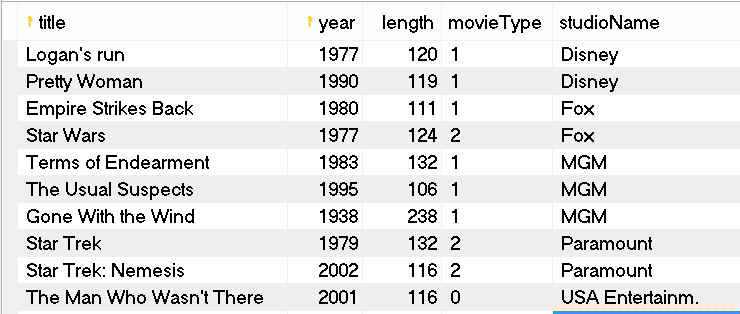 title year length movieType studioName
Logan's run 1977 120 1 Disney
Pretty Woman 1990 119 1 Disney
Empire Strikes Back 1980 111 1 Fox
Star Wars 1977 124 2 Fox
Terms of Endearment 1983 132 1 MGM
The Usual Suspects 1995 106 1 MGM
Gone With the Wind 1938 238 1 MGM
Star Trek 1979 132 2 Paramount
Star Trek: Nemesis 2002 116 2 Paramount
The Man Who Wasn't There 2001 116 0 USA Entertainm.